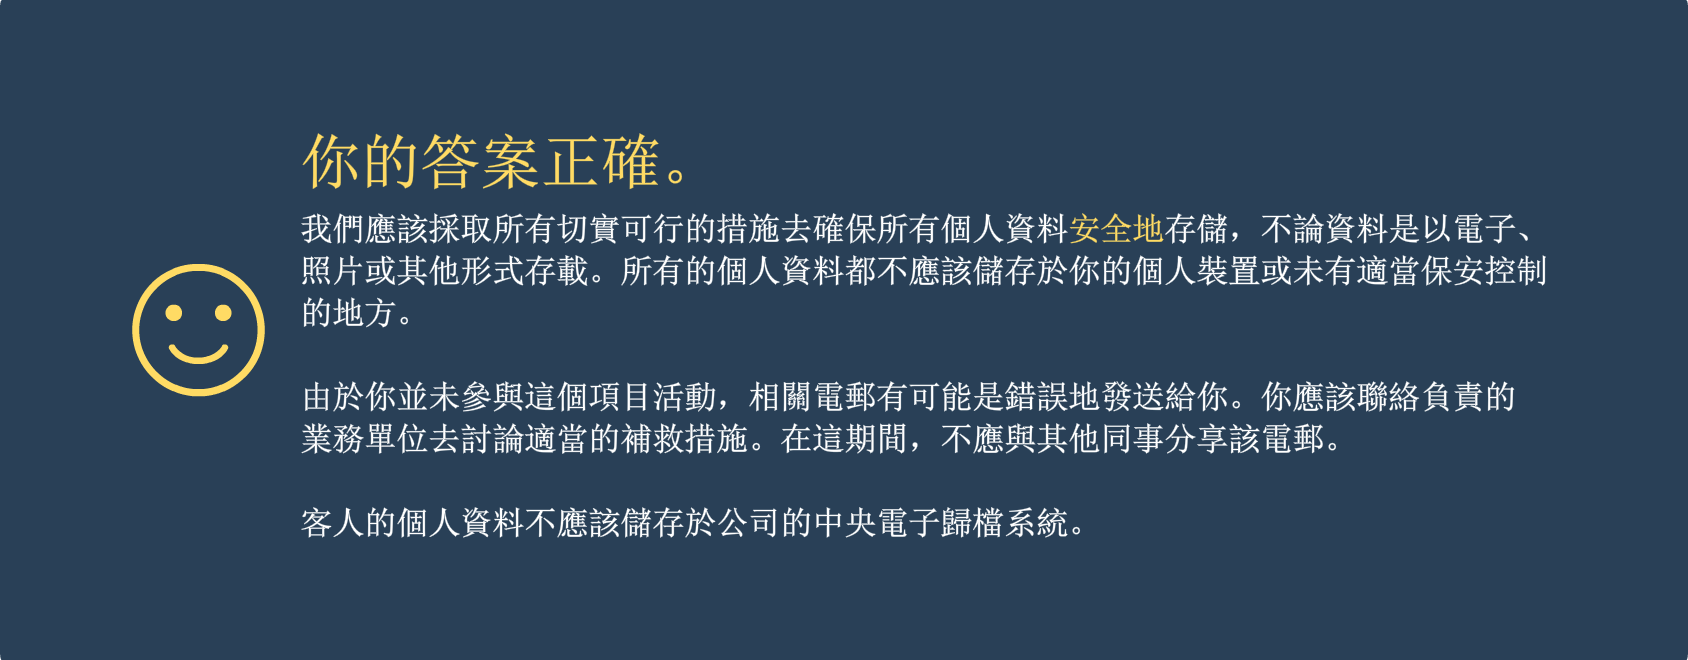 你的答案正確。
我們應該採取所有切實可行的措施去確保所有個人資料安全地存儲，不論資料是以電子、
照片或其他形式存載。所有的個人資料都不應該儲存於你的個人裝置或未有適當保安控制
的地方。
由於你並未參與這個項目活動，相關電郵有可能是錯誤地發送給你。你應該聯絡負責的
業務單位去討論適當的補救措施。在這期間，不應與其他同事分享該電郵。
客人的個人資料不應該儲存於公司的中央電子歸檔系統。